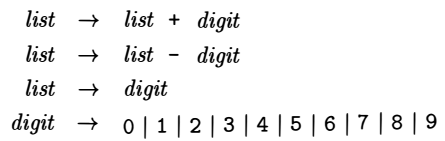 list → list + digit
list → list - digit
list → digit
digit → 0 | 1 | 2 | 3 | 4 | 5 | 6 | 7 | 8 | 9